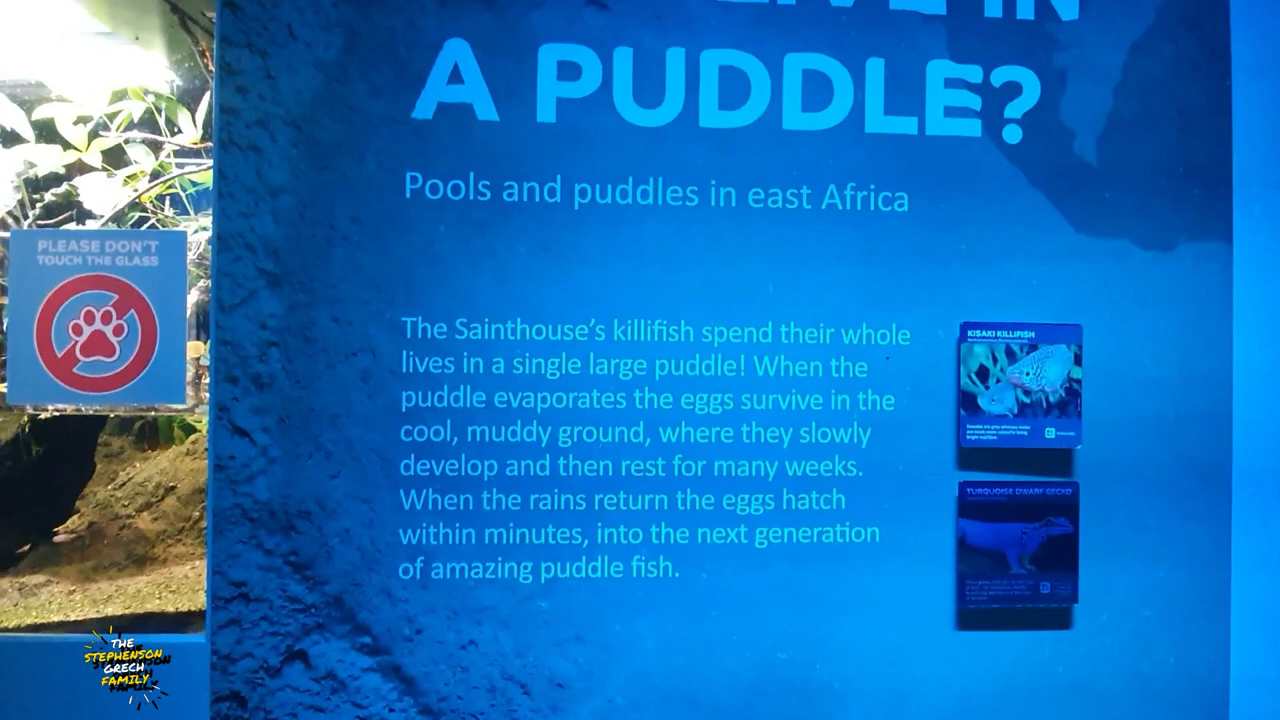 LIVE IN
A PUDDLE?
Pools and puddles in east Africa
PLEASE DON'T
TOUCH THE GLASS
The Sainthouse's killifish spend their whole
lives in a single large puddle! When the
puddle evaporates the eggs survive in the
cool, muddy ground, where they slowly
develop and then rest for many weeks.
When the rains return the eggs hatch
within minutes, into the next generation
of amazing puddle fish.
KISAKI KILLIFISH
TURQUOISE DWARF GECKO
THE
STEPHENSON
GRECH
FAMILY